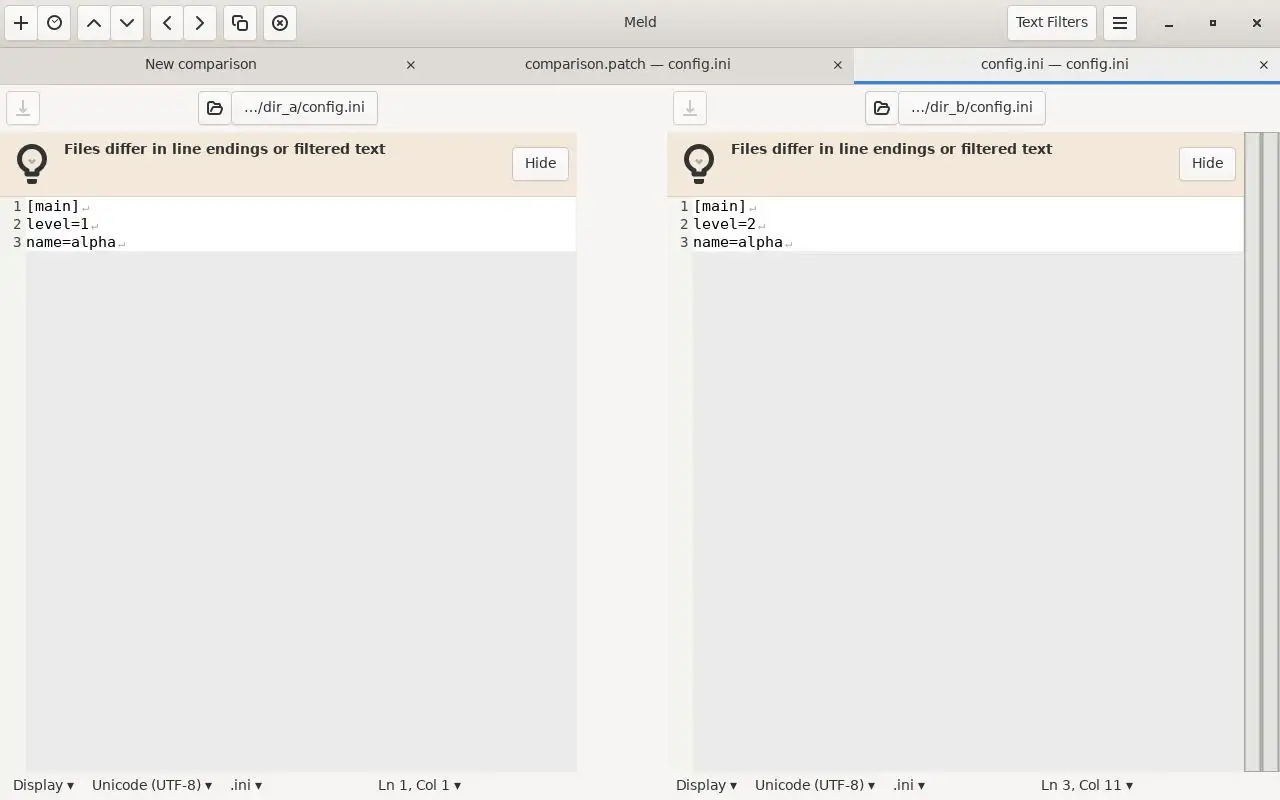 Meld
Text Filters
New comparison
comparison.patch — config.ini
config.ini — config.ini
.../dir_a/config.ini
.../dir_b/config.ini
Files differ in line endings or filtered text
Hide
Files differ in line endings or filtered text
Hide
1 [main]↵
2 level=1↵
3 name=alpha↵
1 [main]↵
2 level=2↵
3 name=alpha↵
Display ▾ Unicode (UTF-8) ▾ .ini ▾ Ln 1, Col 1 ▾
Display ▾ Unicode (UTF-8) ▾ .ini ▾ Ln 3, Col 11 ▾